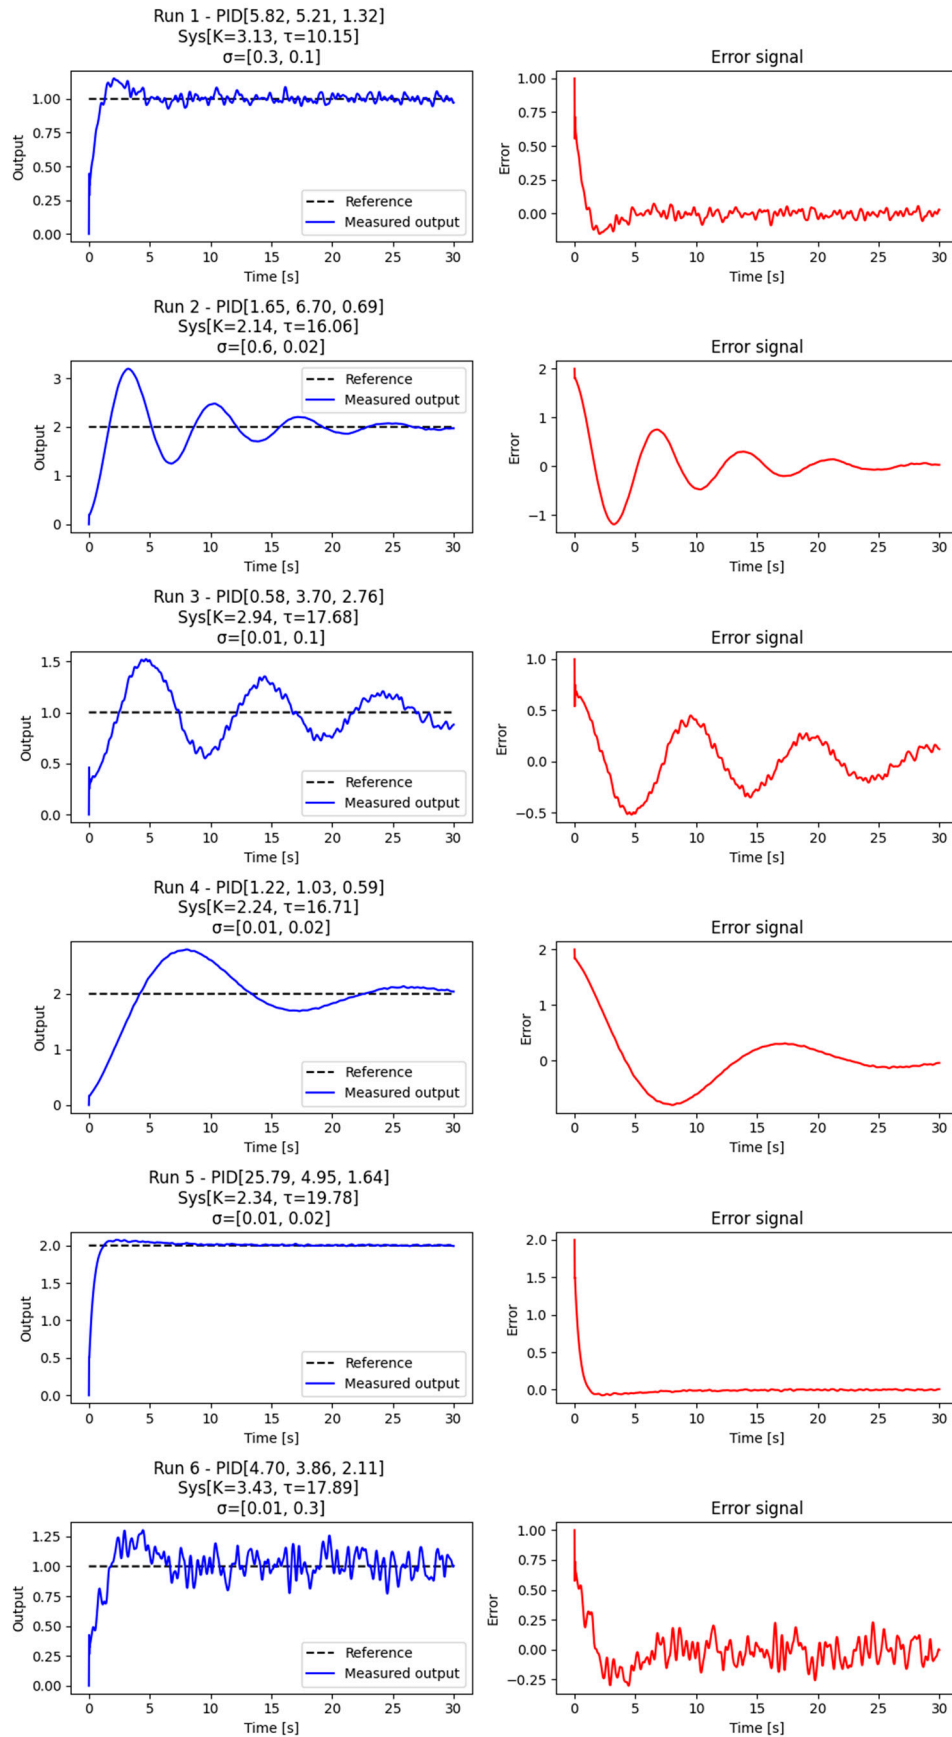 Run 1 - PID[5.82, 5.21, 1.32]
Sys[K=3.13, τ=10.15]
σ=[0.3, 0.1]
Error signal
1.00
0.75
0.50
0.25
0.00
Output
Reference
Measured output
0 5 10 15 20 25 30
Time [s]
1.00
0.75
0.50
0.25
0.00
Error
0 5 10 15 20 25 30
Time [s]
Run 2 - PID[1.65, 6.70, 0.69]
Sys[K=2.14, τ=16.06]
σ=[0.6, 0.02]
Error signal
3
2
1
0
Output
Reference
Measured output
0 5 10 15 20 25 30
Time [s]
2
1
0
−1
Error
0 5 10 15 20 25 30
Time [s]
Run 3 - PID[0.58, 3.70, 2.76]
Sys[K=2.94, τ=17.68]
σ=[0.01, 0.1]
Error signal
1.5
1.0
0.5
0.0
Output
Reference
Measured output
0 5 10 15 20 25 30
Time [s]
1.0
0.5
0.0
−0.5
Error
0 5 10 15 20 25 30
Time [s]
Run 4 - PID[1.22, 1.03, 0.59]
Sys[K=2.24, τ=16.71]
σ=[0.01, 0.02]
Error signal
2
1
0
Output
Reference
Measured output
0 5 10 15 20 25 30
Time [s]
2
1
0
Error
0 5 10 15 20 25 30
Time [s]
Run 5 - PID[25.79, 4.95, 1.64]
Sys[K=2.34, τ=19.78]
σ=[0.01, 0.02]
Error signal
2.0
1.5
1.0
0.5
0.0
Output
Reference
Measured output
0 5 10 15 20 25 30
Time [s]
2.0
1.5
1.0
0.5
0.0
Error
0 5 10 15 20 25 30
Time [s]
Run 6 - PID[4.70, 3.86, 2.11]
Sys[K=3.43, τ=17.89]
σ=[0.01, 0.3]
Error signal
1.25
1.00
0.75
0.50
0.25
0.00
Output
Reference
Measured output
0 5 10 15 20 25 30
Time [s]
1.00
0.75
0.50
0.25
0.00
−0.25
Error
0 5 10 15 20 25 30
Time [s]